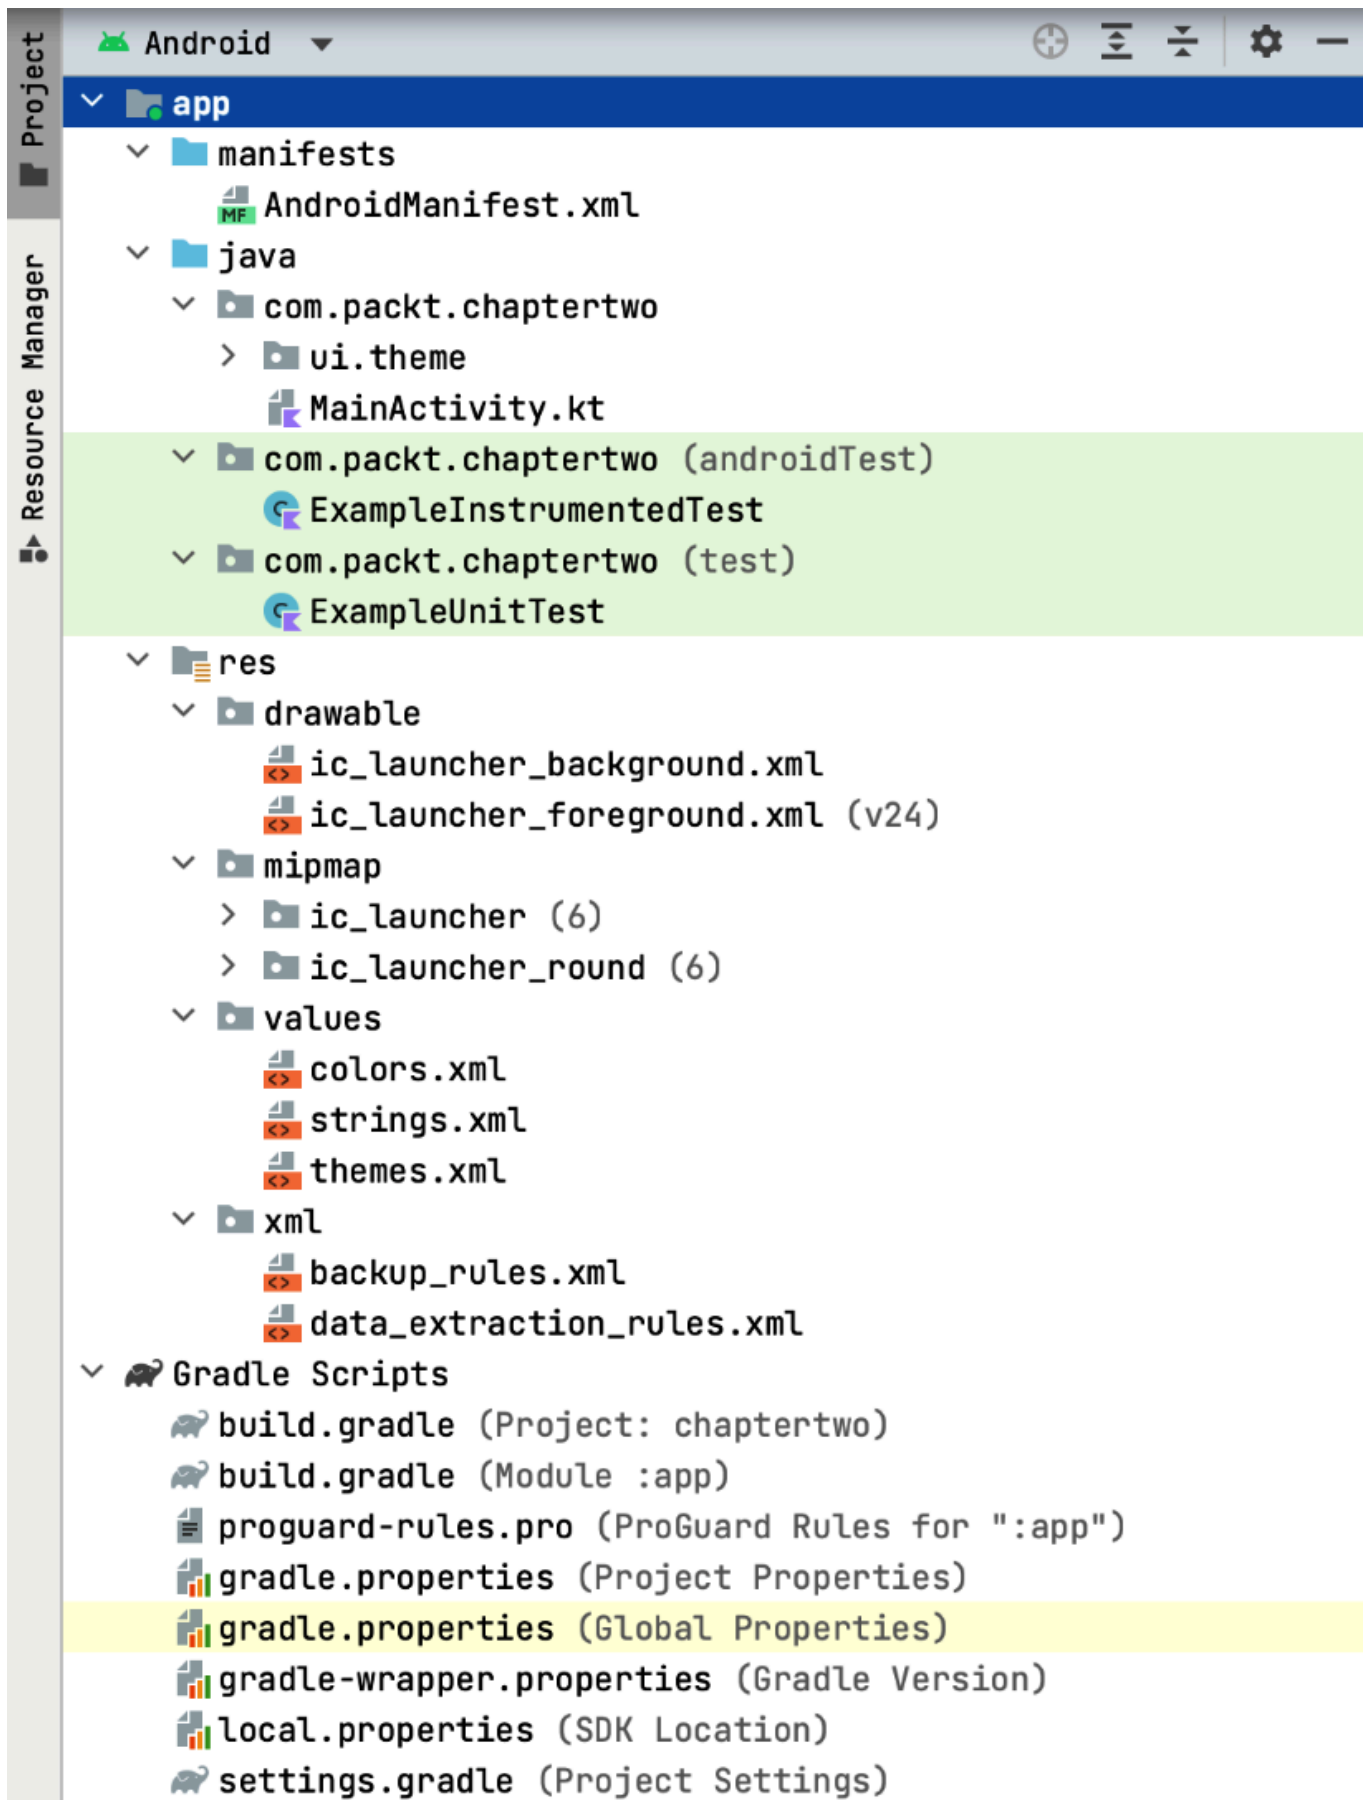 Project
Resource Manager
Android
app
manifests
MF AndroidManifest.xml
java
com.packt.chaptertwo
ui.theme
MainActivity.kt
com.packt.chaptertwo (androidTest)
ExampleInstrumentedTest
com.packt.chaptertwo (test)
ExampleUnitTest
res
drawable
ic_launcher_background.xml
ic_launcher_foreground.xml (v24)
mipmap
ic_launcher (6)
ic_launcher_round (6)
values
colors.xml
strings.xml
themes.xml
xml
backup_rules.xml
data_extraction_rules.xml
Gradle Scripts
build.gradle (Project: chaptertwo)
build.gradle (Module :app)
proguard-rules.pro (ProGuard Rules for ":app")
gradle.properties (Project Properties)
gradle.properties (Global Properties)
gradle-wrapper.properties (Gradle Version)
local.properties (SDK Location)
settings.gradle (Project Settings)